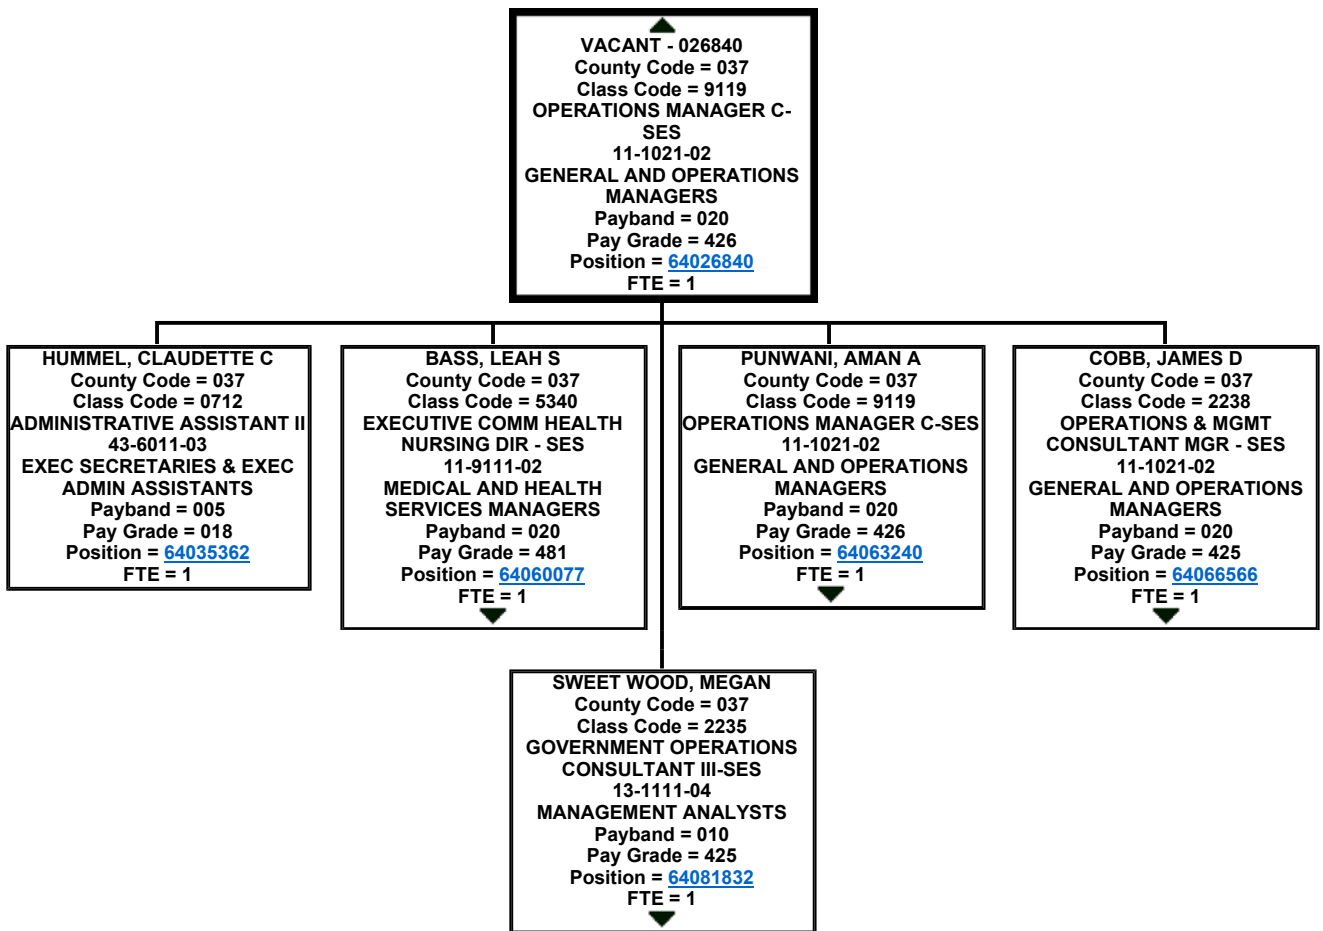 VACANT - 026840
County Code = 037
Class Code = 9119
OPERATIONS MANAGER C-
SES
11-1021-02
GENERAL AND OPERATIONS
MANAGERS
Payband = 020
Pay Grade = 426
Position = 64026840
FTE = 1
HUMMEL, CLAUDETTE C
County Code = 037
Class Code = 0712
ADMINISTRATIVE ASSISTANT II
43-6011-03
EXEC SECRETARIES & EXEC
ADMIN ASSISTANTS
Payband = 005
Pay Grade = 018
Position = 64035362
FTE = 1
BASS, LEAH S
County Code = 037
Class Code = 5340
EXECUTIVE COMM HEALTH
NURSING DIR - SES
11-9111-02
MEDICAL AND HEALTH
SERVICES MANAGERS
Payband = 020
Pay Grade = 481
Position = 64060077
FTE = 1
PUNWANI, AMAN A
County Code = 037
Class Code = 9119
OPERATIONS MANAGER C-SES
11-1021-02
GENERAL AND OPERATIONS
MANAGERS
Payband = 020
Pay Grade = 426
Position = 64063240
FTE = 1
COBB, JAMES D
County Code = 037
Class Code = 2238
OPERATIONS & MGMT
CONSULTANT MGR - SES
11-1021-02
GENERAL AND OPERATIONS
MANAGERS
Payband = 020
Pay Grade = 425
Position = 64066566
FTE = 1
SWEET WOOD, MEGAN
County Code = 037
Class Code = 2235
GOVERNMENT OPERATIONS
CONSULTANT III-SES
13-1111-04
MANAGEMENT ANALYSTS
Payband = 010
Pay Grade = 425
Position = 64081832
FTE = 1